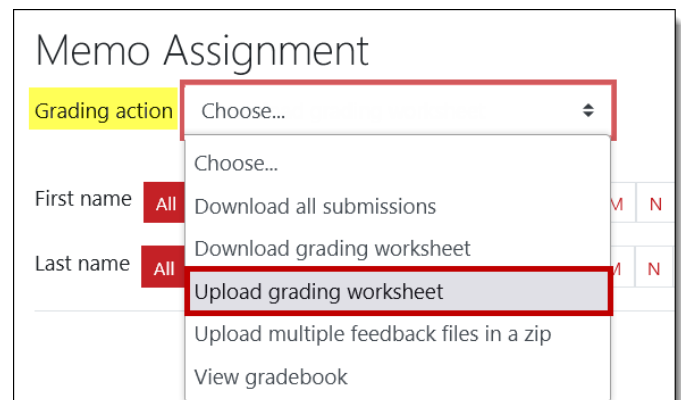 Memo Assignment
Grading action Choose...
Choose...
First name All Download all submissions M N
Download grading worksheet
Last name All M N
Upload grading worksheet
Upload multiple feedback files in a zip
View gradebook